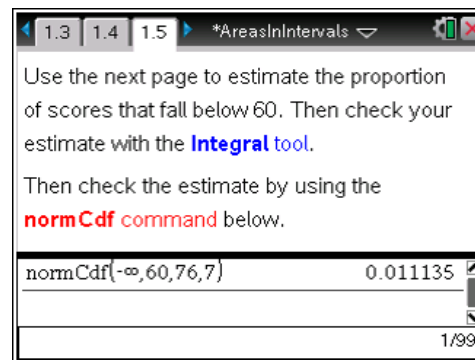 1.3 1.4 1.5 *AreasInIntervals
Use the next page to estimate the proportion
of scores that fall below 60. Then check your
estimate with the Integral tool.
Then check the estimate by using the
normCdf command below.
normCdf(-∞,60,76,7) 0.011135
1/99